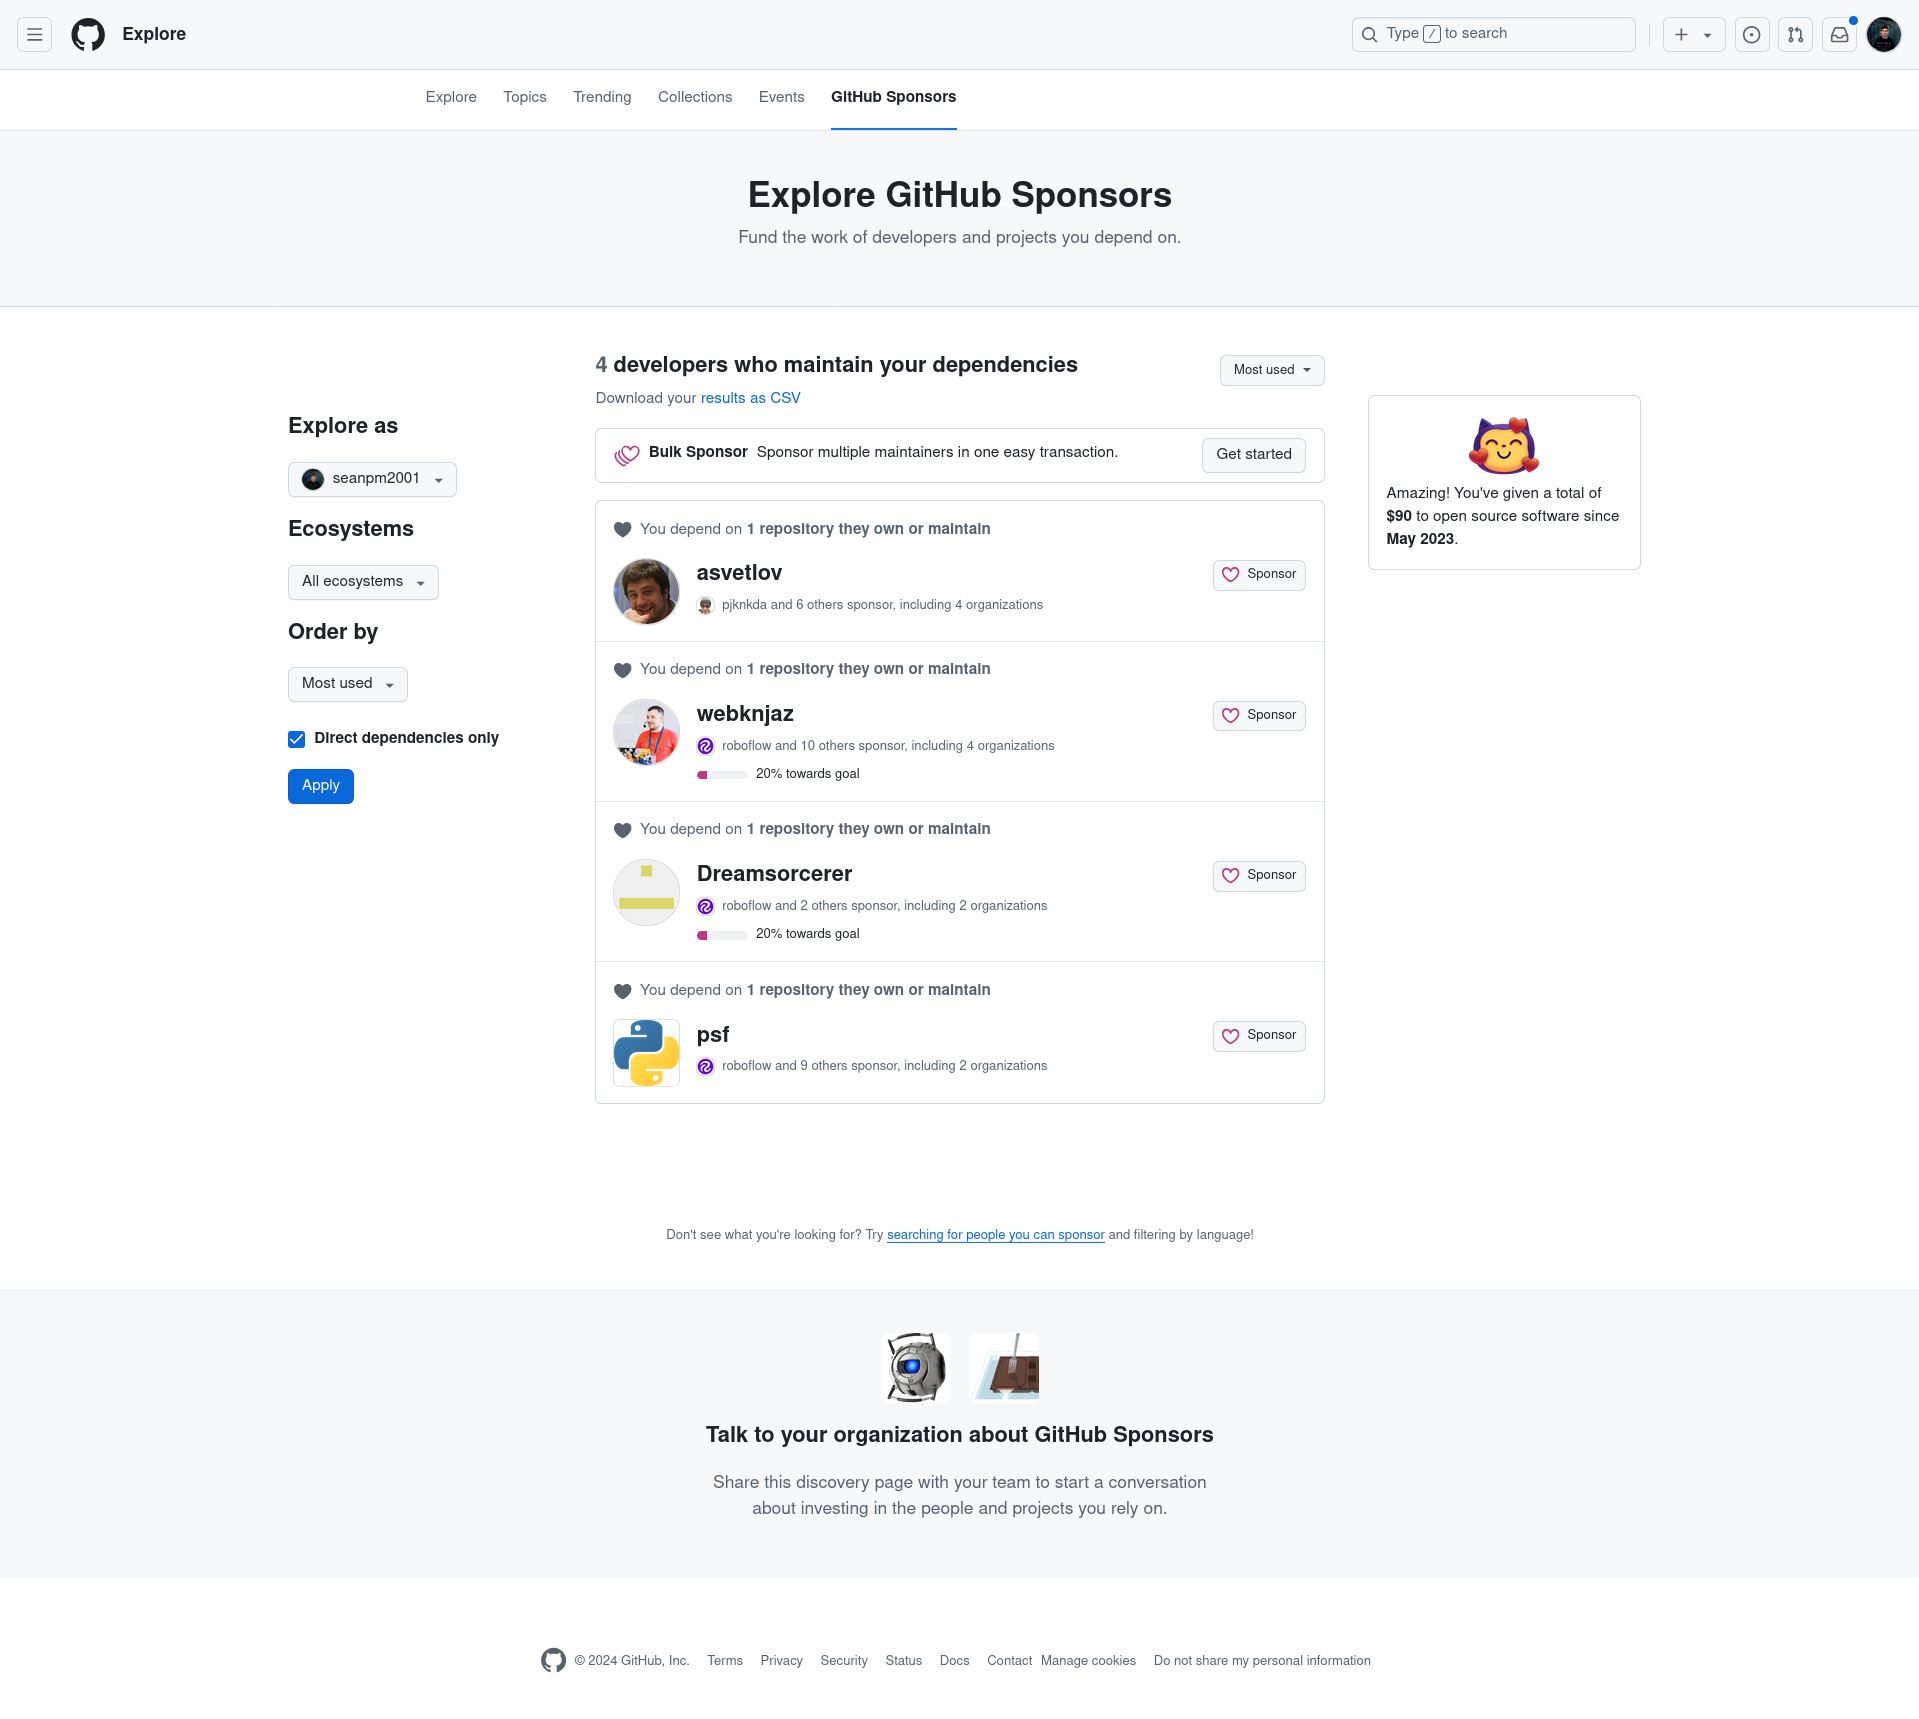 Explore
Type / to search
Explore Topics Trending Collections Events GitHub Sponsors
Explore GitHub Sponsors
Fund the work of developers and projects you depend on.
4 developers who maintain your dependencies
Most used
Download your results as CSV
Explore as
seanpm2001
Ecosystems
All ecosystems
Order by
Most used
Direct dependencies only
Apply
Bulk Sponsor Sponsor multiple maintainers in one easy transaction.
Get started
You depend on 1 repository they own or maintain
asvetlov
Sponsor
pjknkda and 6 others sponsor, including 4 organizations
You depend on 1 repository they own or maintain
webknjaz
Sponsor
roboflow and 10 others sponsor, including 4 organizations
20% towards goal
You depend on 1 repository they own or maintain
Dreamsorcerer
Sponsor
roboflow and 2 others sponsor, including 2 organizations
20% towards goal
You depend on 1 repository they own or maintain
psf
Sponsor
roboflow and 9 others sponsor, including 2 organizations
Amazing! You've given a total of
$90 to open source software since
May 2023.
Don't see what you're looking for? Try searching for people you can sponsor and filtering by language!
Talk to your organization about GitHub Sponsors
Share this discovery page with your team to start a conversation
about investing in the people and projects you rely on.
© 2024 GitHub, Inc. Terms Privacy Security Status Docs Contact Manage cookies Do not share my personal information